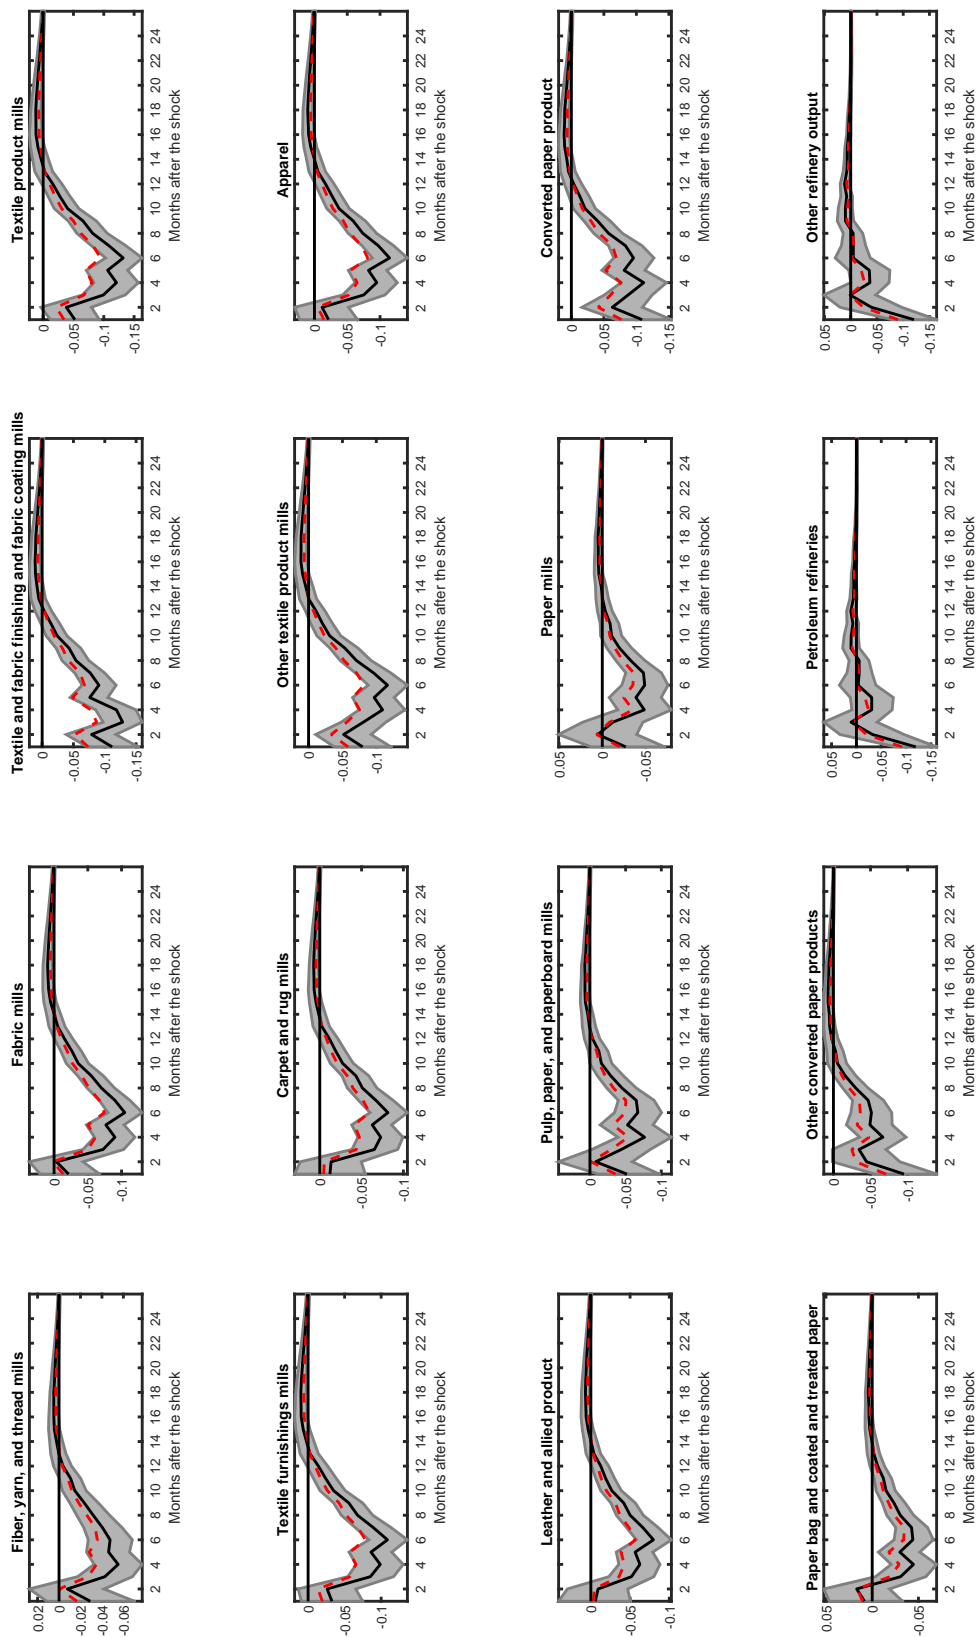 Fiber, yarn, and thread mills
0.02
0
-0.02
-0.04
-0.06
2 4 6 8 10 12 14 16 18 20 22 24
Months after the shock
Fabric mills
0
-0.05
-0.1
2 4 6 8 10 12 14 16 18 20 22 24
Months after the shock
Textile and fabric finishing and fabric coating mills
0
-0.05
-0.1
-0.15
2 4 6 8 10 12 14 16 18 20 22 24
Months after the shock
Textile product mills
0
-0.05
-0.1
-0.15
2 4 6 8 10 12 14 16 18 20 22 24
Months after the shock
Textile furnishings mills
0
-0.05
-0.1
2 4 6 8 10 12 14 16 18 20 22 24
Months after the shock
Carpet and rug mills
0
-0.05
-0.1
2 4 6 8 10 12 14 16 18 20 22 24
Months after the shock
Other textile product mills
0
-0.05
-0.1
2 4 6 8 10 12 14 16 18 20 22 24
Months after the shock
Apparel
0
-0.05
-0.1
2 4 6 8 10 12 14 16 18 20 22 24
Months after the shock
Leather and allied product
0
-0.05
-0.1
2 4 6 8 10 12 14 16 18 20 22 24
Months after the shock
Pulp, paper, and paperboard mills
0
-0.05
-0.1
2 4 6 8 10 12 14 16 18 20 22 24
Months after the shock
Paper mills
0.05
0
-0.05
2 4 6 8 10 12 14 16 18 20 22 24
Months after the shock
Converted paper product
0
-0.05
-0.1
-0.15
2 4 6 8 10 12 14 16 18 20 22 24
Months after the shock
Paper bag and coated and treated paper
0.05
0
-0.05
2 4 6 8 10 12 14 16 18 20 22 24
Months after the shock
Other converted paper products
0
-0.05
-0.1
2 4 6 8 10 12 14 16 18 20 22 24
Months after the shock
Petroleum refineries
0.05
0
-0.05
-0.1
-0.15
2 4 6 8 10 12 14 16 18 20 22 24
Months after the shock
Other refinery output
0.05
0
-0.05
-0.1
-0.15
2 4 6 8 10 12 14 16 18 20 22 24
Months after the shock